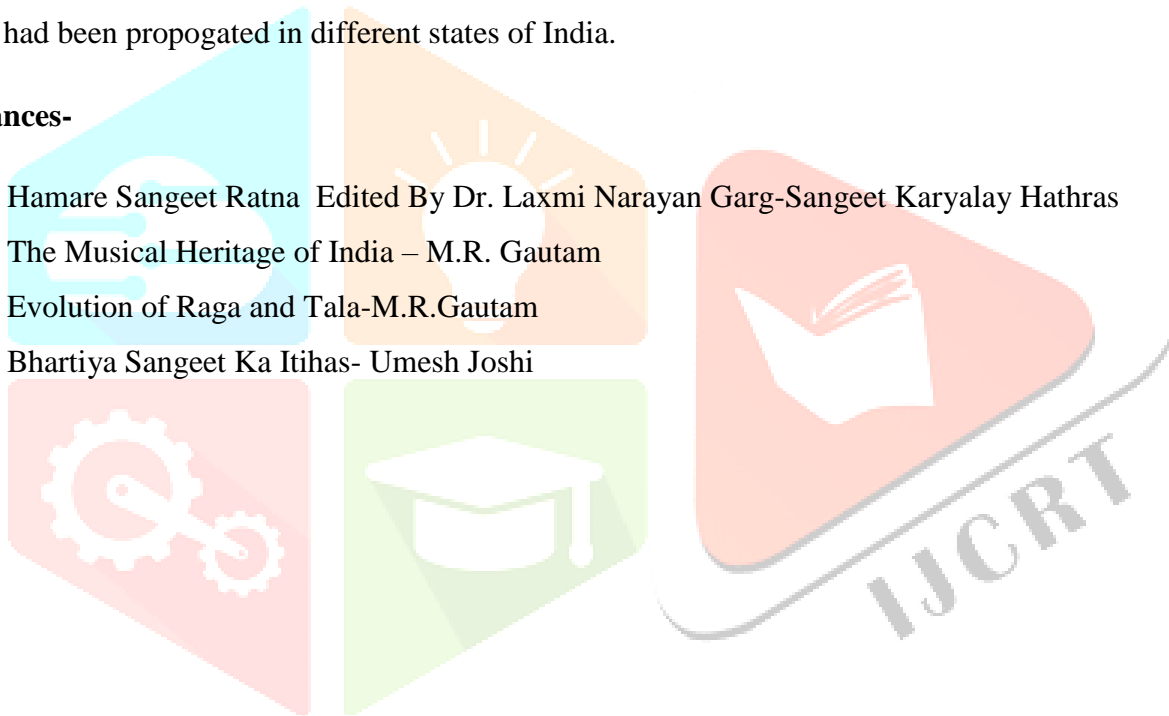 had been propogated in different states of India.
ances-
Hamare Sangeet Ratna Edited By Dr. Laxmi Narayan Garg-Sangeet Karyalay Hathras
The Musical Heritage of India – M.R. Gautam
Evolution of Raga and Tala-M.R.Gautam
Bhartiya Sangeet Ka Itihas- Umesh Joshi
IJCRT